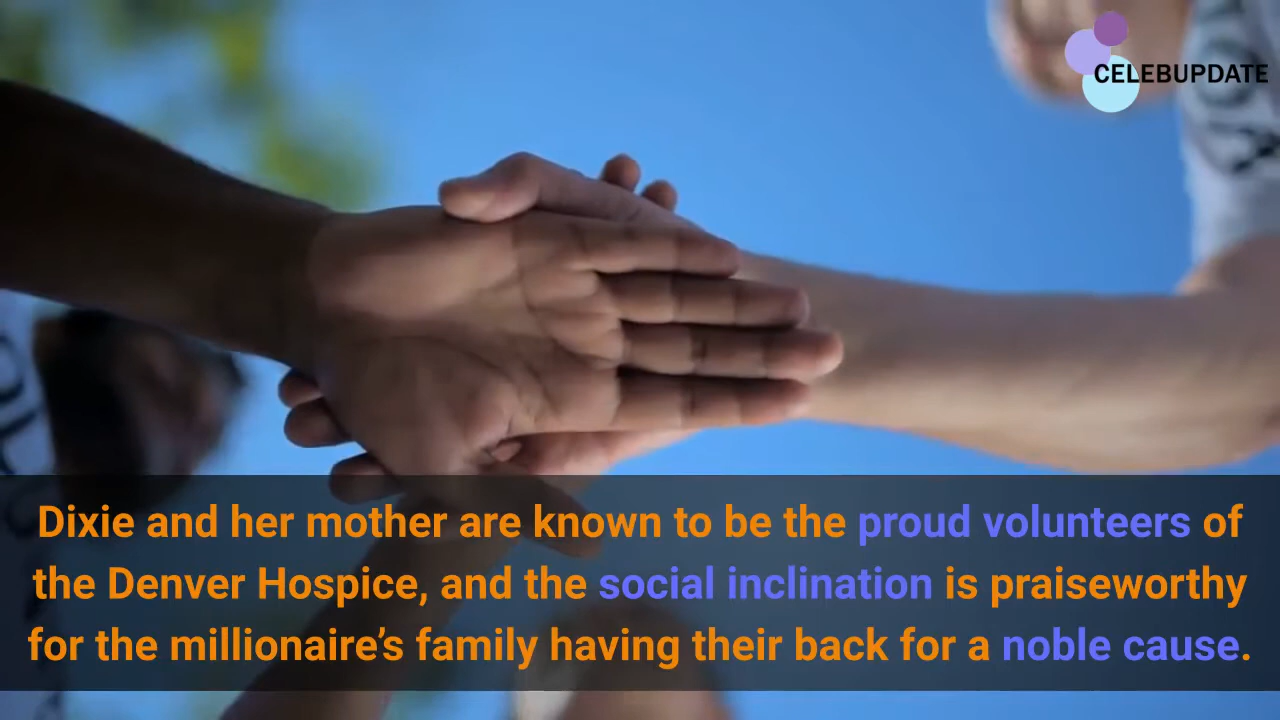 CELEBUPDATE
Dixie and her mother are known to be the proud volunteers of
the Denver Hospice, and the social inclination is praiseworthy
for the millionaire’s family having their back for a noble cause.